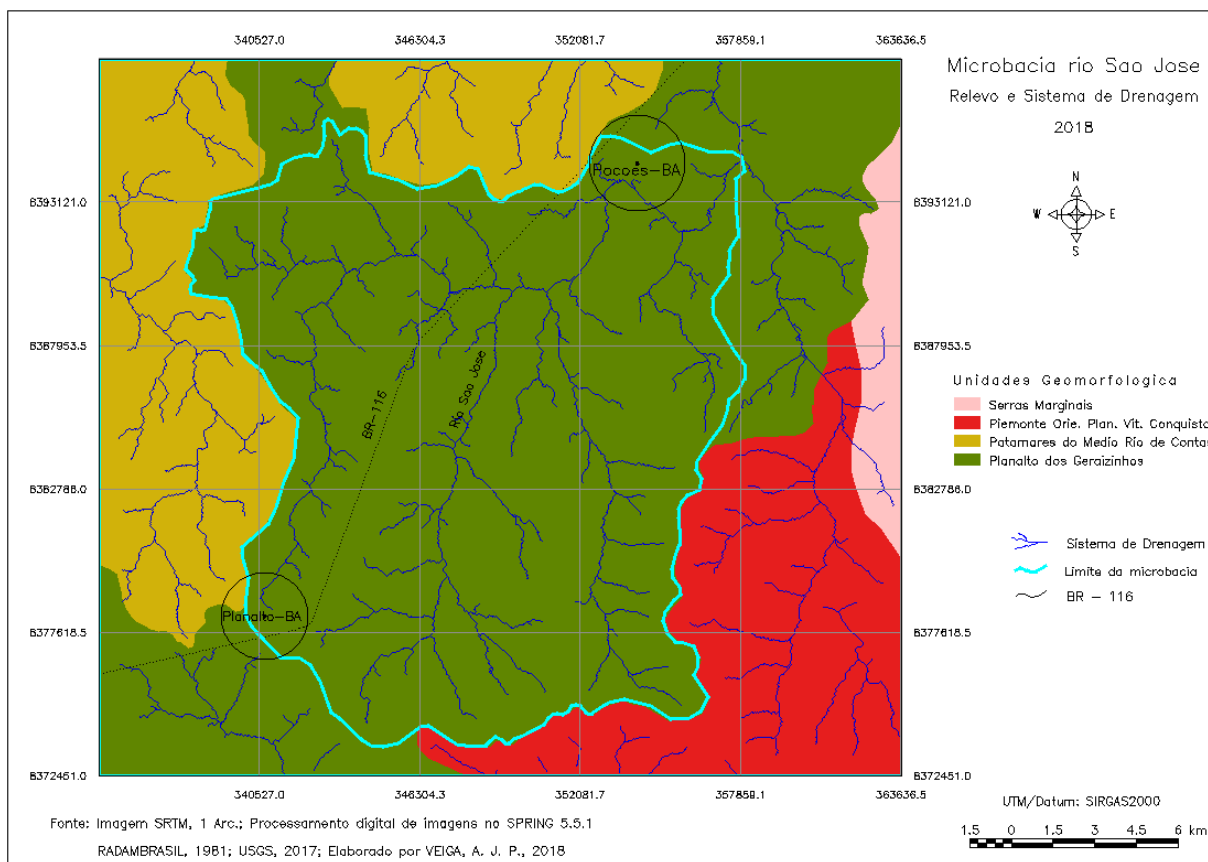 Microbacia rio Sao Jose
Relevo e Sistema de Drenagem
2018
340527.0 346304.3 352081.7 357859.1 363636.5
Pocoes-BA
8393121.0 8393121.0
N
W E
S
8387953.5 8387953.5
Rio Sao Jose
BR-116
Unidades Geomorfologica
Serras Marginais
Piemonte Orie. Plan. Vit. Conquista
Patamares do Medio Rio de Contas
Planalto dos Geraizinhos
8382786.0 8382786.0
Sistema de Drenagem
Limite da microbacia
BR - 116
Planalto-BA
8377618.5 8377618.5
8372451.0 8372451.0
340527.0 346304.3 352081.7 357859.1 363636.5
UTM/Datum: SIRGAS2000
1.5 0 1.5 3 4.5 6 km
Fonte: Imagem SRTM, 1 Arc.; Processamento digital de imagens no SPRING 5.5.1
RADAMBRASIL, 1981; USGS, 2017; Elaborado por VEIGA, A. J. P., 2018